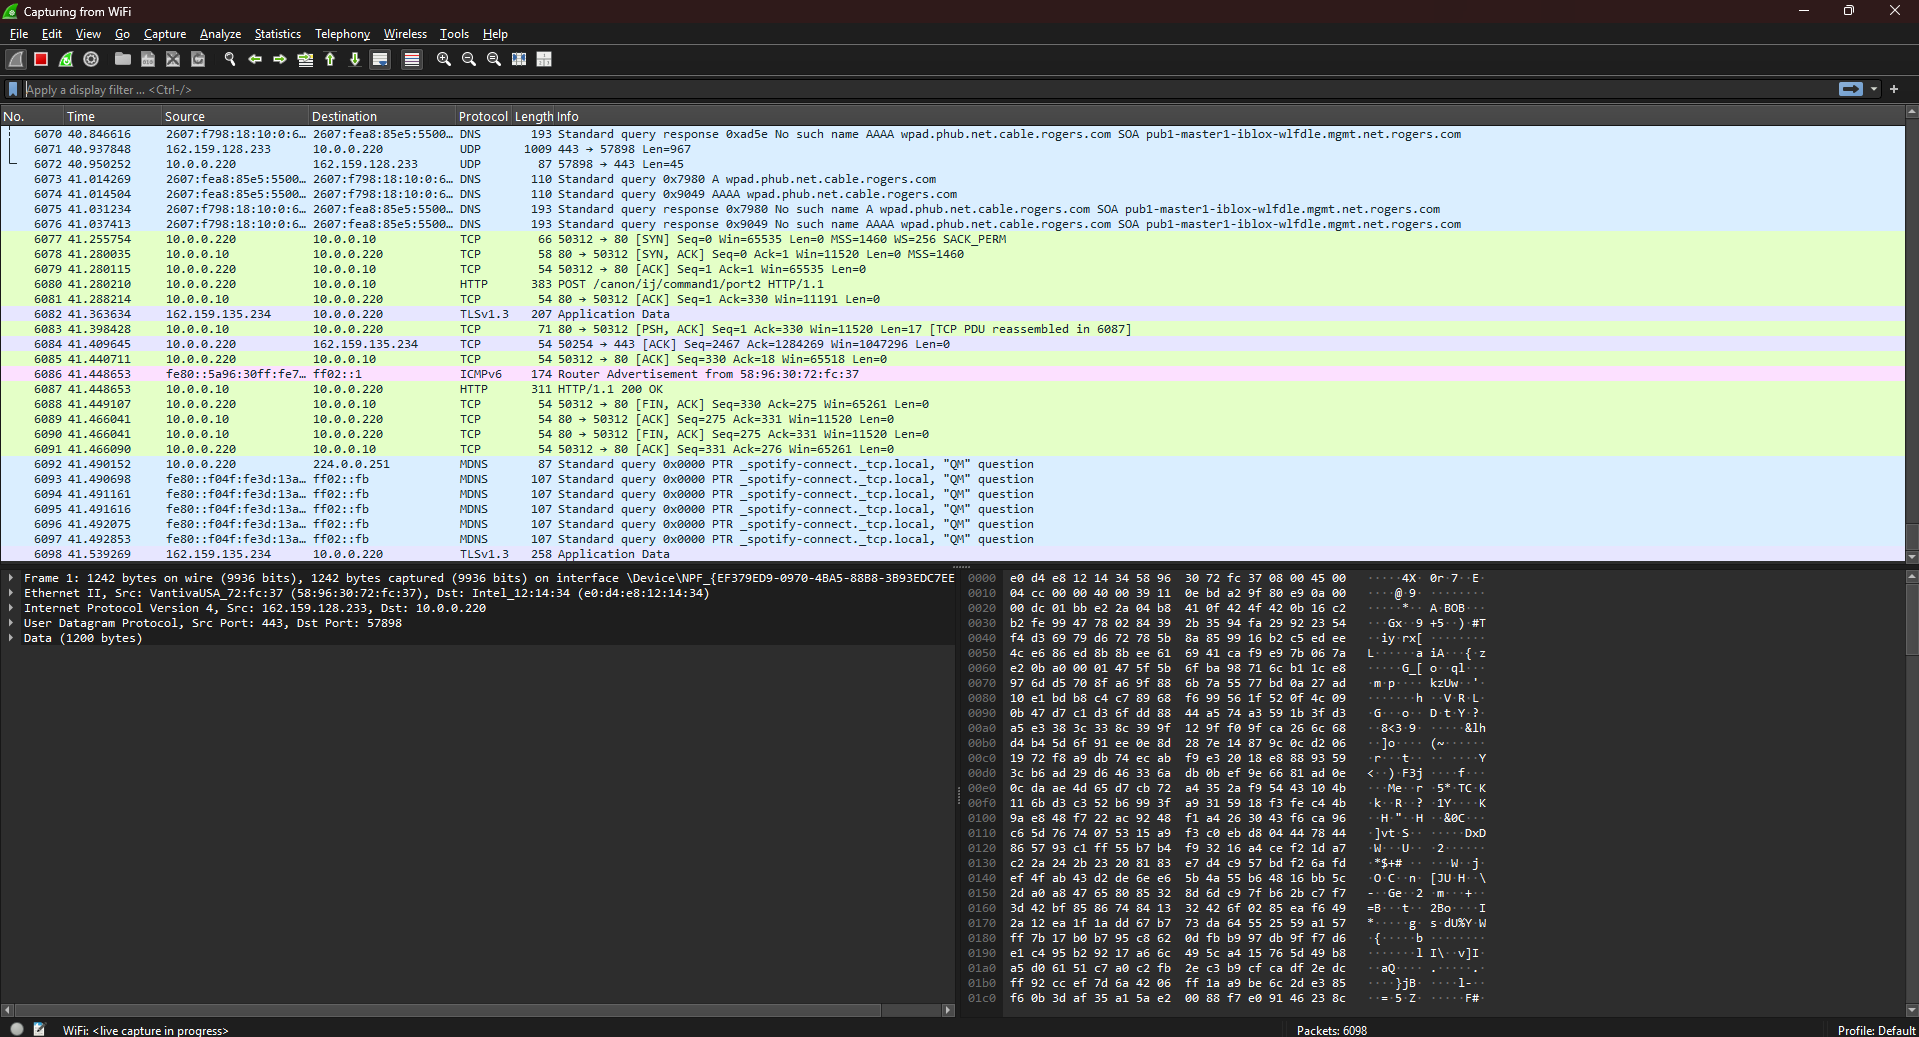 Capturing from WiFi
File Edit View Go Capture Analyze Statistics Telephony Wireless Tools Help
Apply a display filter ... <Ctrl-/>
No. Time Source Destination Protocol Length Info
6070 40.846616 2607:f798:18:10:0:6… 2607:fea8:85e5:5500… DNS 193 Standard query response 0xad5e No such name AAAA wpad.phub.net.cable.rogers.com SOA pub1-master1-iblox-wlfdle.mgmt.net.rogers.com
6071 40.937848 162.159.128.233 10.0.0.220 UDP 1009 443 → 57898 Len=967
6072 40.950252 10.0.0.220 162.159.128.233 UDP 87 57898 → 443 Len=45
6073 41.014269 2607:fea8:85e5:5500… 2607:f798:18:10:0:6… DNS 110 Standard query 0x7980 A wpad.phub.net.cable.rogers.com
6074 41.014504 2607:fea8:85e5:5500… 2607:f798:18:10:0:6… DNS 110 Standard query 0x9049 AAAA wpad.phub.net.cable.rogers.com
6075 41.031234 2607:f798:18:10:0:6… 2607:fea8:85e5:5500… DNS 193 Standard query response 0x7980 No such name A wpad.phub.net.cable.rogers.com SOA pub1-master1-iblox-wlfdle.mgmt.net.rogers.com
6076 41.037413 2607:f798:18:10:0:6… 2607:fea8:85e5:5500… DNS 193 Standard query response 0x9049 No such name AAAA wpad.phub.net.cable.rogers.com SOA pub1-master1-iblox-wlfdle.mgmt.net.rogers.com
6077 41.255754 10.0.0.220 10.0.0.10 TCP 66 50312 → 80 [SYN] Seq=0 Win=65535 Len=0 MSS=1460 WS=256 SACK_PERM
6078 41.280035 10.0.0.10 10.0.0.220 TCP 58 80 → 50312 [SYN, ACK] Seq=0 Ack=1 Win=11520 Len=0 MSS=1460
6079 41.280115 10.0.0.220 10.0.0.10 TCP 54 50312 → 80 [ACK] Seq=1 Ack=1 Win=65535 Len=0
6080 41.280210 10.0.0.220 10.0.0.10 HTTP 383 POST /canon/ij/command1/port2 HTTP/1.1
6081 41.288214 10.0.0.10 10.0.0.220 TCP 54 80 → 50312 [ACK] Seq=1 Ack=330 Win=11191 Len=0
6082 41.363634 162.159.135.234 10.0.0.220 TLSv1.3 207 Application Data
6083 41.398428 10.0.0.10 10.0.0.220 TCP 71 80 → 50312 [PSH, ACK] Seq=1 Ack=330 Win=11520 Len=17 [TCP PDU reassembled in 6087]
6084 41.409645 10.0.0.220 162.159.135.234 TCP 54 50254 → 443 [ACK] Seq=2467 Ack=1284269 Win=1047296 Len=0
6085 41.440711 10.0.0.220 10.0.0.10 TCP 54 50312 → 80 [ACK] Seq=330 Ack=18 Win=65518 Len=0
6086 41.448653 fe80::5a96:30ff:fe7… ff02::1 ICMPv6 174 Router Advertisement from 58:96:30:72:fc:37
6087 41.448653 10.0.0.10 10.0.0.220 HTTP 311 HTTP/1.1 200 OK
6088 41.449107 10.0.0.220 10.0.0.10 TCP 54 50312 → 80 [FIN, ACK] Seq=330 Ack=275 Win=65261 Len=0
6089 41.466041 10.0.0.10 10.0.0.220 TCP 54 80 → 50312 [ACK] Seq=275 Ack=331 Win=11520 Len=0
6090 41.466041 10.0.0.10 10.0.0.220 TCP 54 80 → 50312 [FIN, ACK] Seq=275 Ack=331 Win=11520 Len=0
6091 41.466090 10.0.0.220 10.0.0.10 TCP 54 50312 → 80 [ACK] Seq=331 Ack=276 Win=65261 Len=0
6092 41.490152 10.0.0.220 224.0.0.251 MDNS 87 Standard query 0x0000 PTR _spotify-connect._tcp.local, "QM" question
6093 41.490698 fe80::f04f:fe3d:13a… ff02::fb MDNS 107 Standard query 0x0000 PTR _spotify-connect._tcp.local, "QM" question
6094 41.491161 fe80::f04f:fe3d:13a… ff02::fb MDNS 107 Standard query 0x0000 PTR _spotify-connect._tcp.local, "QM" question
6095 41.491616 fe80::f04f:fe3d:13a… ff02::fb MDNS 107 Standard query 0x0000 PTR _spotify-connect._tcp.local, "QM" question
6096 41.492075 fe80::f04f:fe3d:13a… ff02::fb MDNS 107 Standard query 0x0000 PTR _spotify-connect._tcp.local, "QM" question
6097 41.492853 fe80::f04f:fe3d:13a… ff02::fb MDNS 107 Standard query 0x0000 PTR _spotify-connect._tcp.local, "QM" question
6098 41.539269 162.159.135.234 10.0.0.220 TLSv1.3 258 Application Data
Frame 1: 1242 bytes on wire (9936 bits), 1242 bytes captured (9936 bits) on interface \Device\NPF_{EF379ED9-0970-4BA5-88B8-3B93EDC7EE
Ethernet II, Src: VantivaUSA_72:fc:37 (58:96:30:72:fc:37), Dst: Intel_12:14:34 (e0:d4:e8:12:14:34)
Internet Protocol Version 4, Src: 162.159.128.233, Dst: 10.0.0.220
User Datagram Protocol, Src Port: 443, Dst Port: 57898
Data (1200 bytes)
0000 e0 d4 e8 12 14 34 58 96 30 72 fc 37 08 00 45 00
0010 04 cc 00 00 40 00 39 11 0e bd a2 9f 80 e9 0a 00
0020 00 dc 01 bb e2 2a 04 b8 41 0f 42 4f 42 0b 16 c2
0030 b2 fe 99 47 78 02 84 39 2b 35 94 fa 29 92 23 54
0040 f4 d3 69 79 d6 72 78 5b 8a 85 99 16 b2 c5 ed ee
0050 4c e6 86 ed 8b 8b ee 61 69 41 ca f9 e9 7b 06 7a
0060 e2 0b a0 00 01 47 5f 5b 6f ba 98 71 6c b1 1c e8
0070 97 6d d5 70 8f a6 9f 88 6b 7a 55 77 bd 0a 27 ad
0080 10 e1 bd b8 c4 c7 89 68 f6 99 56 1f 52 0f 4c 09
0090 0b 47 d7 c1 d3 6f dd 88 44 a5 74 a3 59 1b 3f d3
00a0 a5 e3 38 3c 33 8c 39 9f 12 9f f0 9f ca 26 6c 68
00b0 d4 b4 5d 6f 91 ee 0e 8d 28 7e 14 87 9c 0c d2 06
00c0 19 72 f8 a9 db 74 ec ab f9 e3 20 18 e8 88 93 59
00d0 3c b6 ad 29 d6 46 33 6a db 0b ef 9e 66 81 ad 0e
00e0 0c da ae 4d 65 d7 cb 72 a4 35 2a f9 54 43 10 4b
00f0 11 6b d3 c3 52 b6 99 3f a9 31 59 18 f3 fe c4 4b
0100 9a e8 48 f7 22 ac 92 48 f1 a4 26 30 43 f6 ca 96
0110 c6 5d 76 74 07 53 15 a9 f3 c0 eb d8 04 44 78 44
0120 86 57 93 c1 ff 55 b7 b4 f9 32 16 a4 ce f2 1d a7
0130 c2 2a 24 2b 23 20 81 83 e7 d4 c9 57 bd f2 6a fd
0140 ef 4f ab 43 d2 de 6e e6 5b 4a 55 b6 48 16 bb 5c
0150 2d a0 a8 47 65 80 85 32 8d 6d c9 7f b6 2b c7 f7
0160 3d 42 bf 85 86 74 84 13 32 42 6f 02 85 ea f6 49
0170 2a 12 ea 1f 1a dd 67 b7 73 da 64 55 25 59 a1 57
0180 ff 7b 17 b0 b7 95 c8 62 0d fb b9 97 db 9f f7 d6
0190 e1 c4 95 b2 92 17 a6 6c 49 5c a4 15 76 5d 49 b8
01a0 a5 d0 61 51 c7 a0 c2 fb 2e c3 b9 cf ca df 2e dc
01b0 ff 92 cc ef 7d 6a 42 06 ff 1a a9 be 6c 2d e3 85
01c0 f6 0b 3d af 35 a1 5a e2 00 88 f7 e0 91 46 23 8c
WiFi: <live capture in progress>
Packets: 6098
Profile: Default